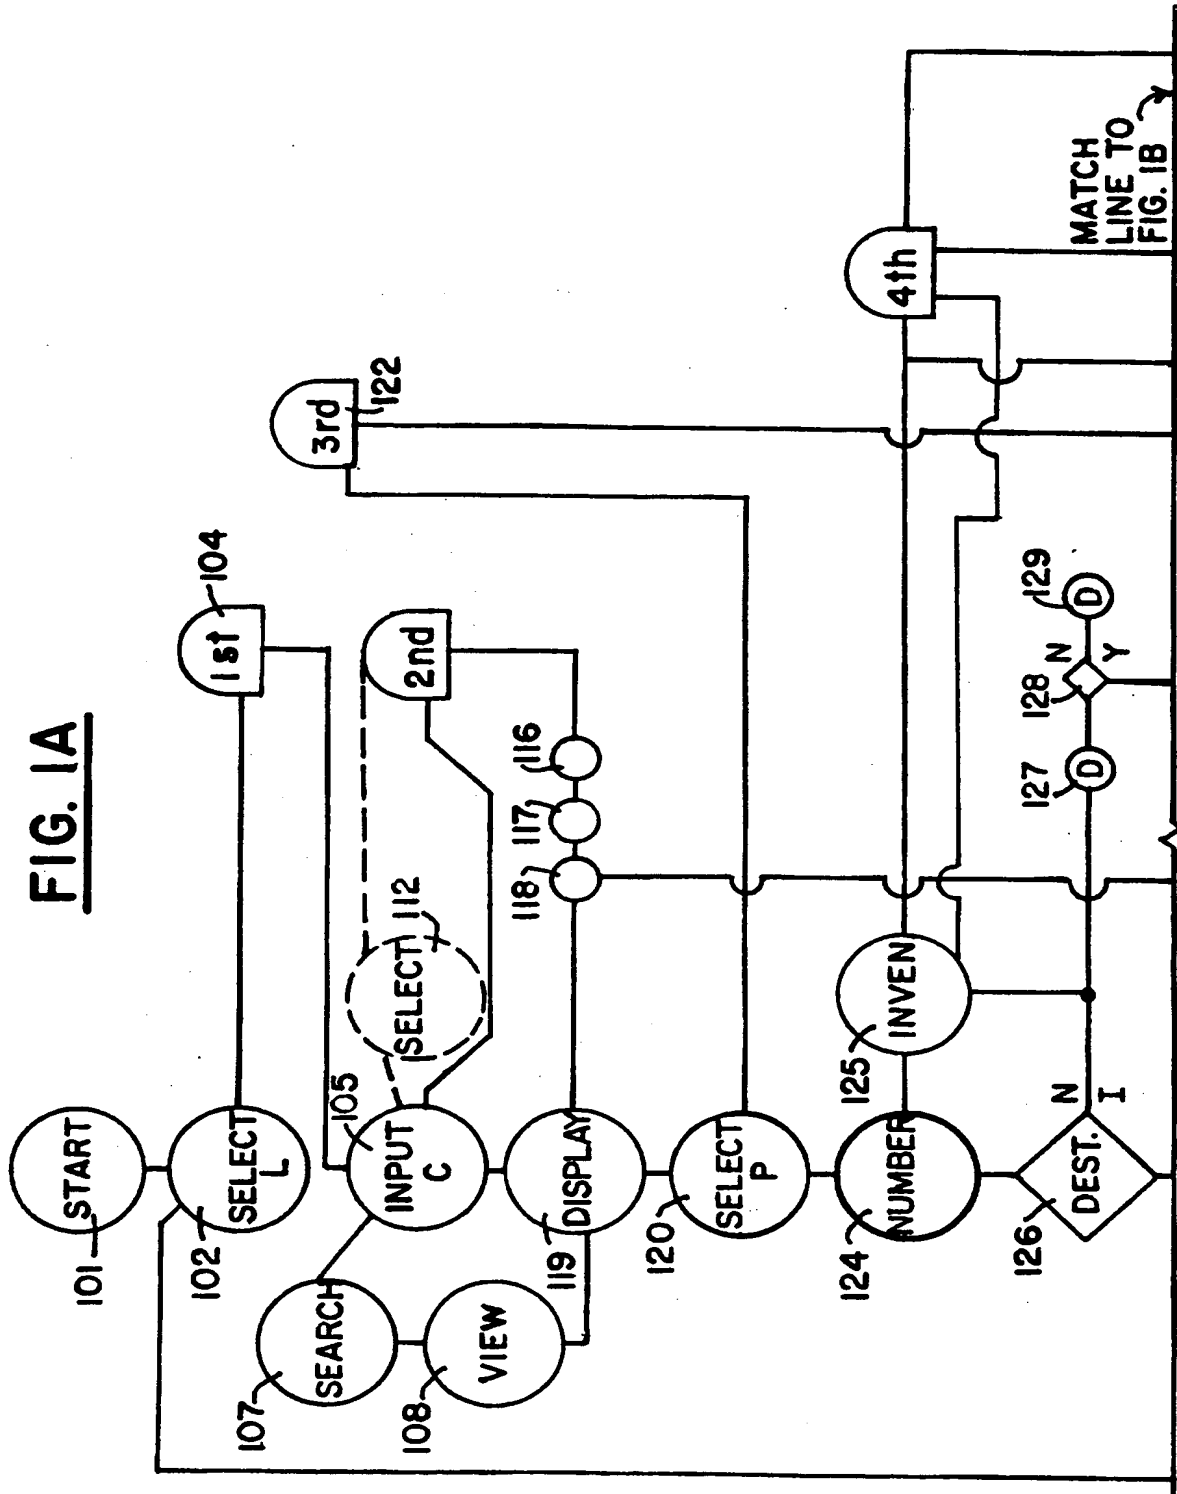 FIG. 1A
START
101
SELECT
L
102
1st
104
INPUT
C
105
SEARCH
107
VIEW
108
SELECT
112
2nd
116
117
118
DISPLAY
119
SELECT
P
120
3rd
122
NUMBER
124
INVEN
125
4th
DEST.
126
N
I
D
127
128
N
Y
D
129
MATCH
LINE TO
FIG. 1B